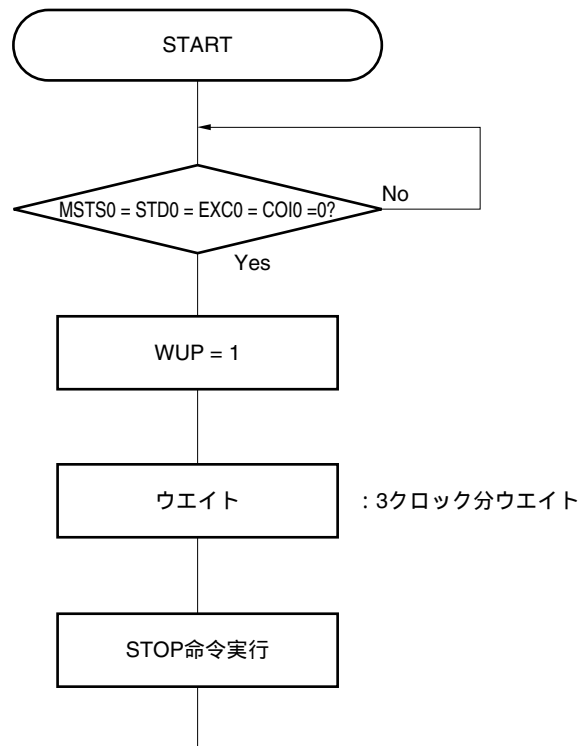 START
MSTS0 = STD0 = EXC0 = COI0 =0?
No
Yes
WUP = 1
ウエイト
: 3クロック分ウエイト
STOP命令実行